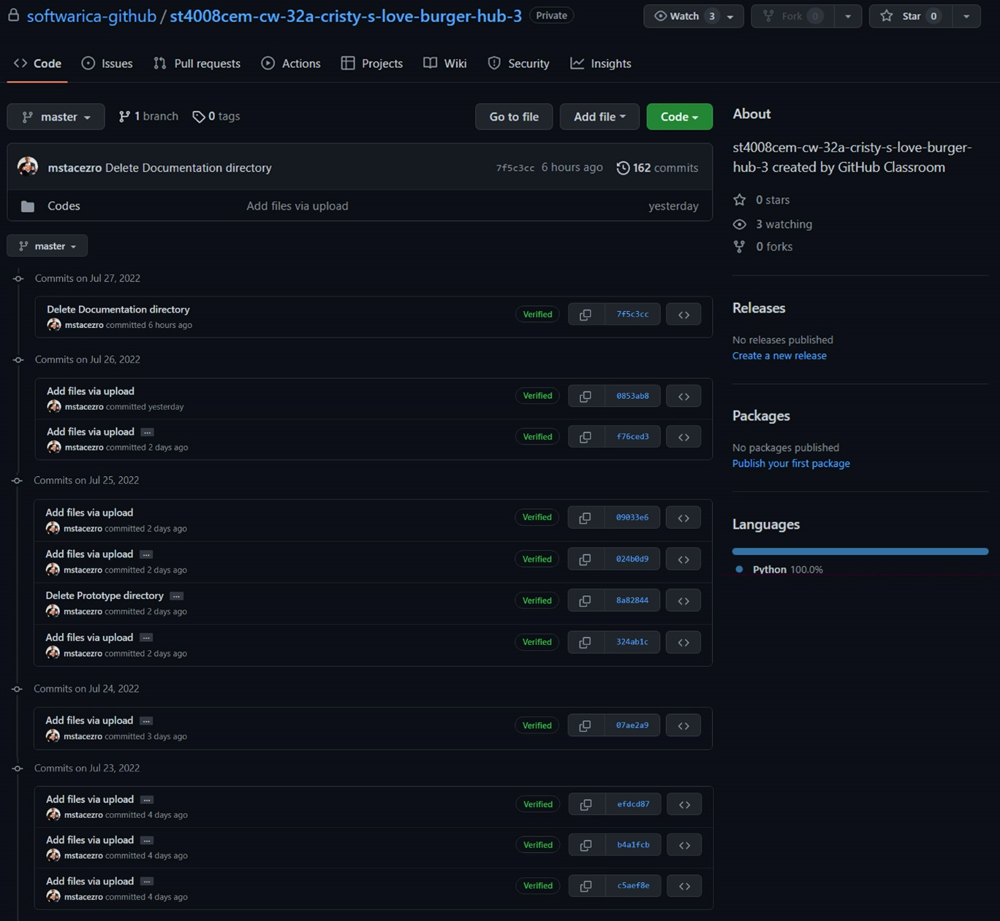 softwarica-github / st4008cem-cw-32a-cristy-s-love-burger-hub-3 Private Watch 3 Fork 0 Star 0
Code Issues Pull requests Actions Projects Wiki Security Insights
master 1 branch 0 tags Go to file Add file Code
mstacezro Delete Documentation directory 7f5c3cc 6 hours ago 162 commits
Codes Add files via upload yesterday
master
Commits on Jul 27, 2022
Delete Documentation directory Verified 7f5c3cc
mstacezro committed 6 hours ago
Commits on Jul 26, 2022
Add files via upload Verified 0853ab8
mstacezro committed yesterday
Add files via upload ... Verified f76ced3
mstacezro committed 2 days ago
Commits on Jul 25, 2022
Add files via upload Verified 09033e6
mstacezro committed 2 days ago
Add files via upload ... Verified 024b0d9
mstacezro committed 2 days ago
Delete Prototype directory ... Verified 8a82844
mstacezro committed 2 days ago
Add files via upload ... Verified 324ab1c
mstacezro committed 2 days ago
Commits on Jul 24, 2022
Add files via upload ... Verified 07ae2a9
mstacezro committed 3 days ago
Commits on Jul 23, 2022
Add files via upload ... Verified efdcd87
mstacezro committed 4 days ago
Add files via upload ... Verified b4a1fcb
mstacezro committed 4 days ago
Add files via upload ... Verified c5aef8e
mstacezro committed 4 days ago
About
st4008cem-cw-32a-cristy-s-love-burger-
hub-3 created by GitHub Classroom
0 stars
3 watching
0 forks
Releases
No releases published
Create a new release
Packages
No packages published
Publish your first package
Languages
Python 100.0%